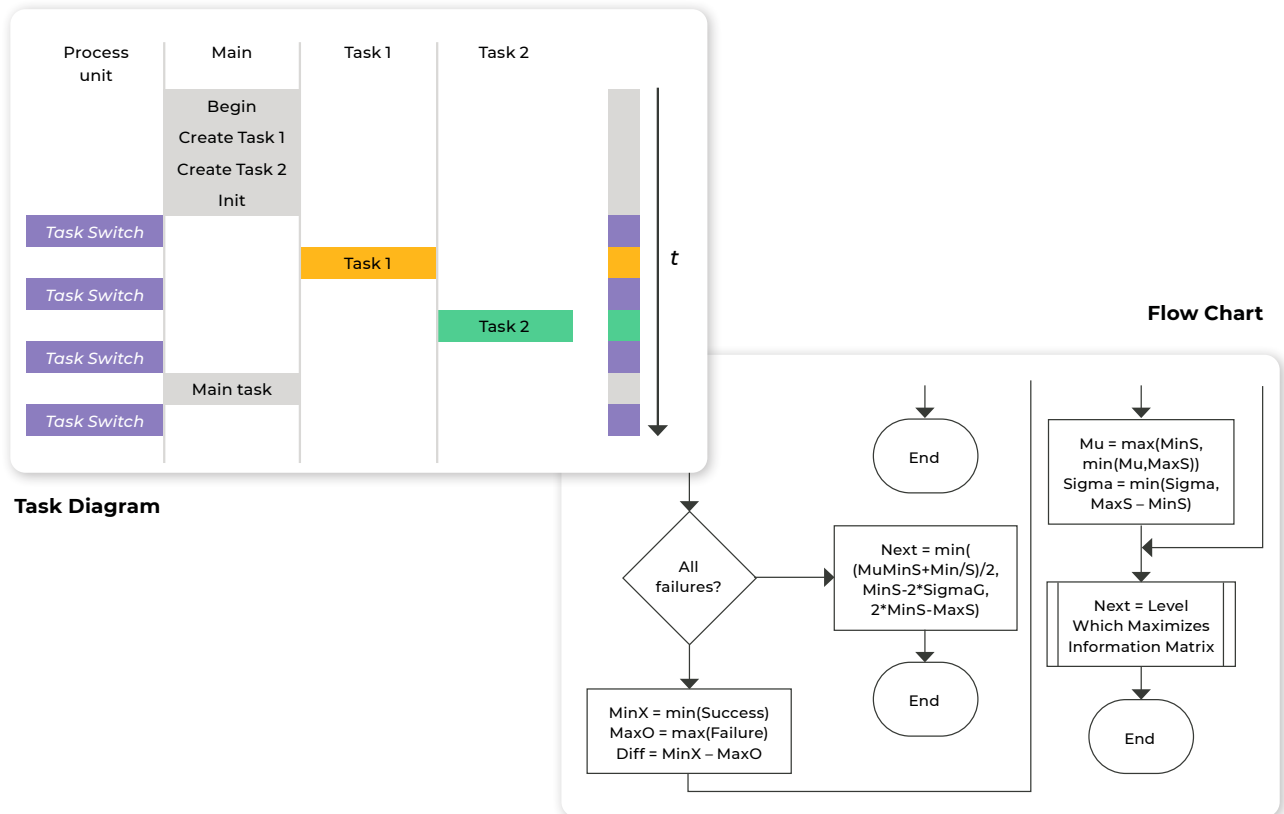 Process
unit
Main
Task 1
Task 2
Begin
Create Task 1
Create Task 2
Init
Task Switch
Task 1
Task Switch
Task 2
Task Switch
Main task
Task Switch
t
Task Diagram
Flow Chart
End
Mu = max(MinS,
min(Mu,MaxS))
Sigma = min(Sigma,
MaxS – MinS)
All
failures?
Next = min(
(MuMinS+Min/S)/2,
MinS-2*SigmaG,
2*MinS-MaxS)
Next = Level
Which Maximizes
Information Matrix
End
MinX = min(Success)
MaxO = max(Failure)
Diff = MinX – MaxO
End